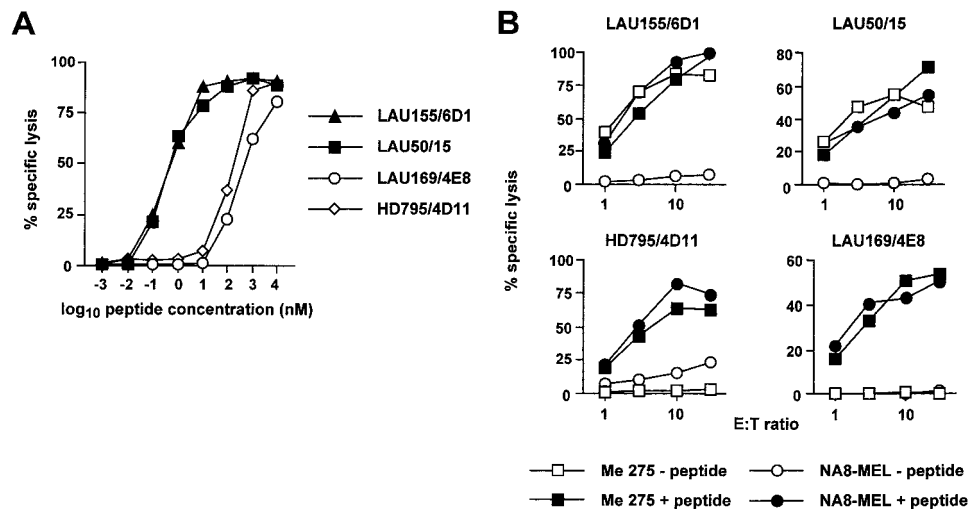 A
100
75
50
25
0
% specific lysis
-3 -2 -1 0 1 2 3 4
log10 peptide concentration (nM)
LAU155/6D1
LAU50/15
LAU169/4E8
HD795/4D11
B
% specific lysis
LAU155/6D1
100
75
50
25
0
1 10
LAU50/15
80
60
40
20
0
1 10
HD795/4D11
100
75
50
25
0
1 10
LAU169/4E8
60
40
20
0
1 10
E:T ratio
Me 275 - peptide
NA8-MEL - peptide
Me 275 + peptide
NA8-MEL + peptide